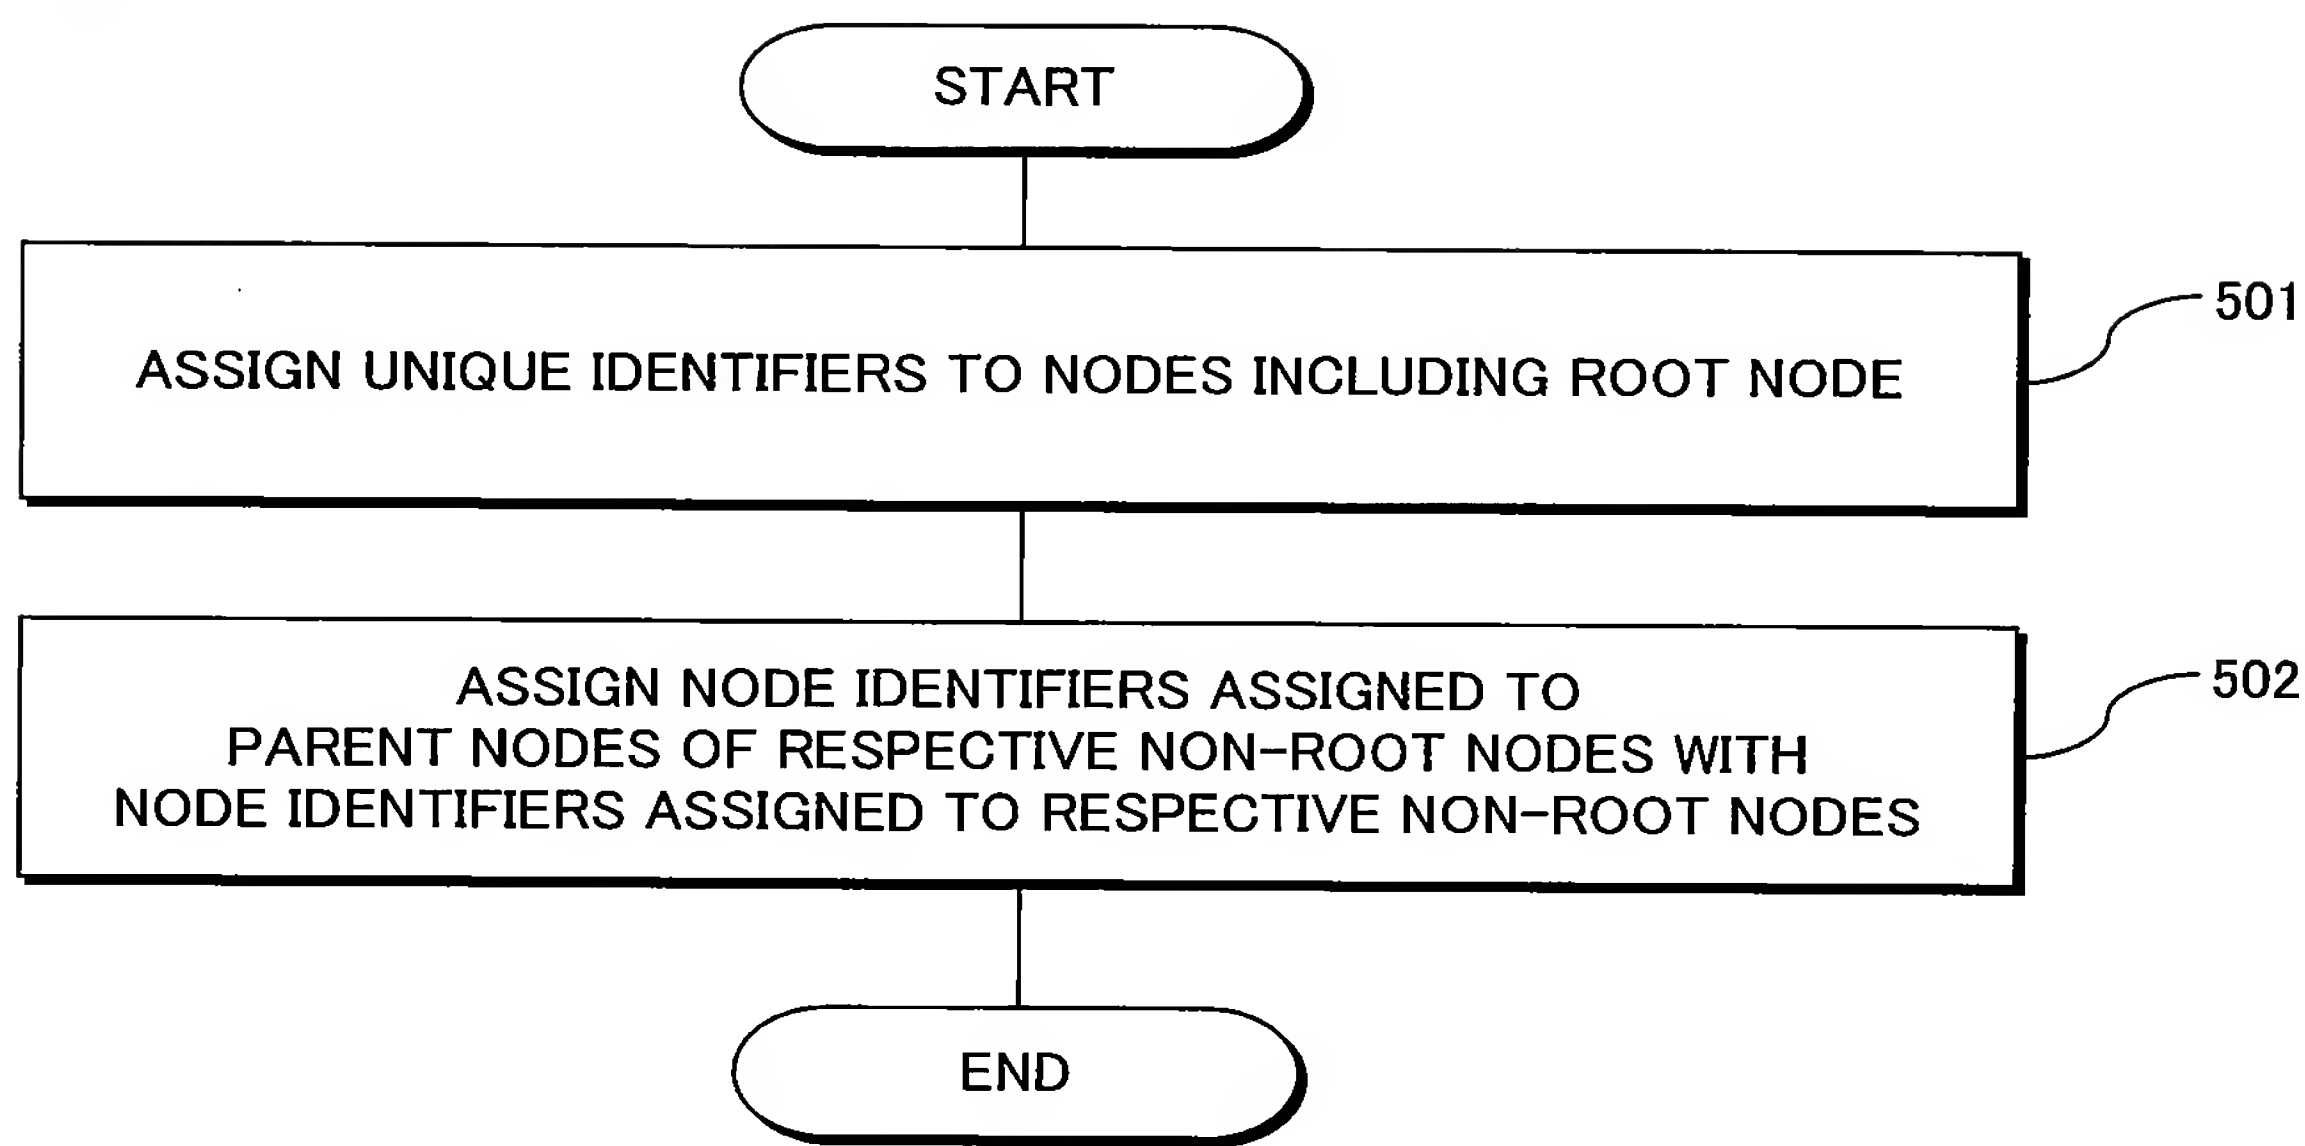 START
ASSIGN UNIQUE IDENTIFIERS TO NODES INCLUDING ROOT NODE
501
ASSIGN NODE IDENTIFIERS ASSIGNED TO
PARENT NODES OF RESPECTIVE NON-ROOT NODES WITH
NODE IDENTIFIERS ASSIGNED TO RESPECTIVE NON-ROOT NODES
502
END